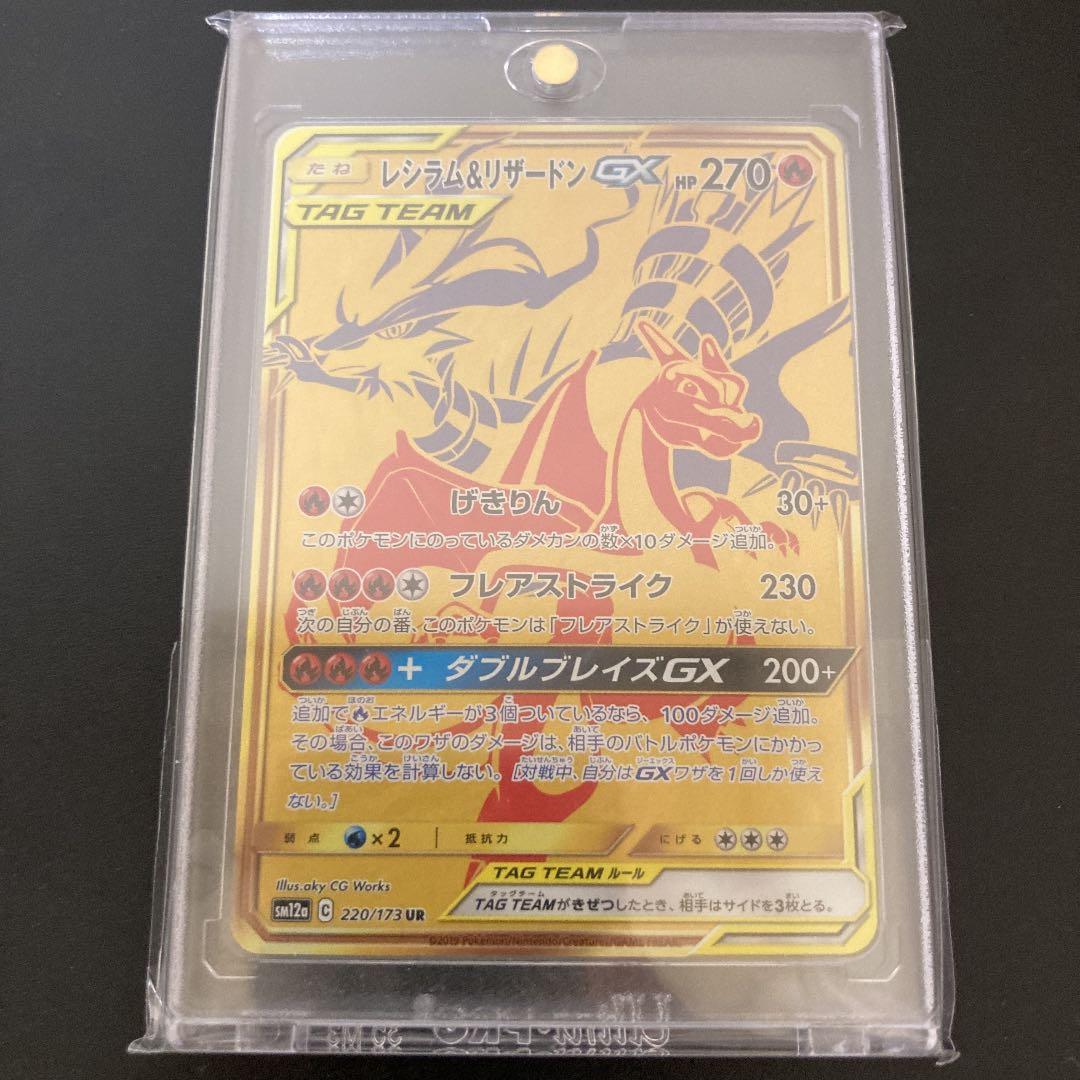 たね レシラム&リザードン GX HP 270
TAG TEAM
げきりん 30+
このポケモンにのっているダメカンの数×10ダメージ追加。
フレアストライク 230
次の自分の番、このポケモンは「フレアストライク」が使えない。
+ ダブルブレイズGX 200+
追加で エネルギーが3個ついているなら、100ダメージ追加。
その場合、このワザのダメージは、相手のバトルポケモンにかかっ
ている効果を計算しない。[対戦中、自分はGXワザを1回しか使え
ない。]
弱点 ×2 抵抗力 にげる
TAG TEAM ルール
Illus.aky CG Works
TAG TEAMがきぜつしたとき、相手はサイドを3枚とる。
SM12a C 220/173 UR
©2019 Pokémon/Nintendo/Creatures/GAME FREAK